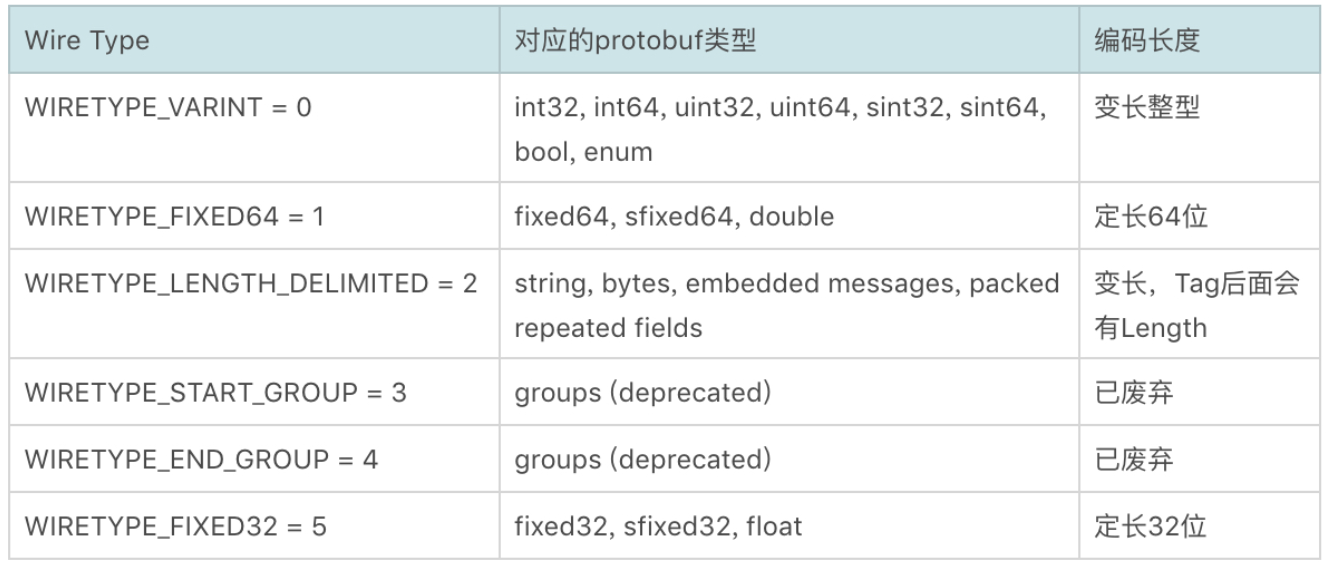 Wire Type
对应的protobuf类型
编码长度
WIRETYPE_VARINT = 0
int32, int64, uint32, uint64, sint32, sint64,
bool, enum
变长整型
WIRETYPE_FIXED64 = 1
fixed64, sfixed64, double
定长64位
WIRETYPE_LENGTH_DELIMITED = 2
string, bytes, embedded messages, packed
repeated fields
变长，Tag后面会
有Length
WIRETYPE_START_GROUP = 3
groups (deprecated)
已废弃
WIRETYPE_END_GROUP = 4
groups (deprecated)
已废弃
WIRETYPE_FIXED32 = 5
fixed32, sfixed32, float
定长32位